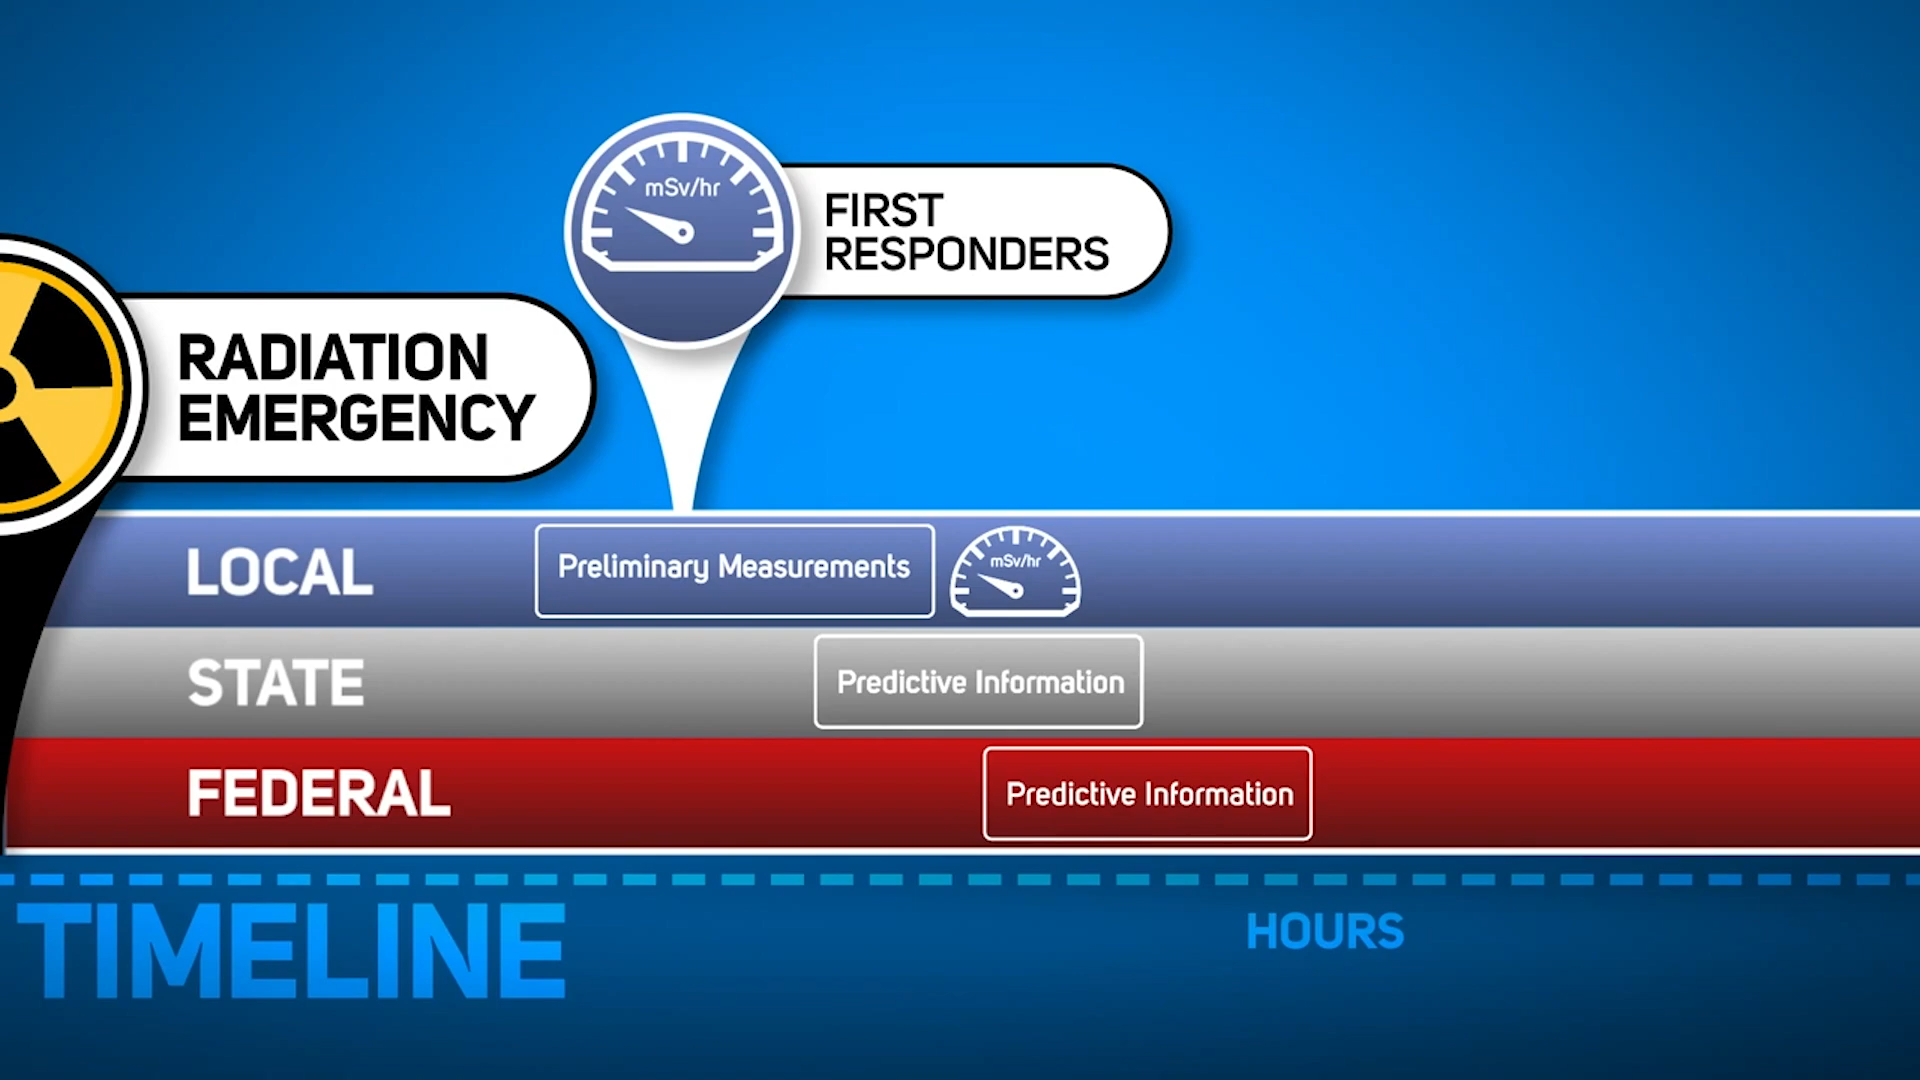 mSv/hr
FIRST
RESPONDERS
RADIATION
EMERGENCY
LOCAL
Preliminary Measurements
mSv/hr
STATE
Predictive Information
FEDERAL
Predictive Information
TIMELINE
HOURS